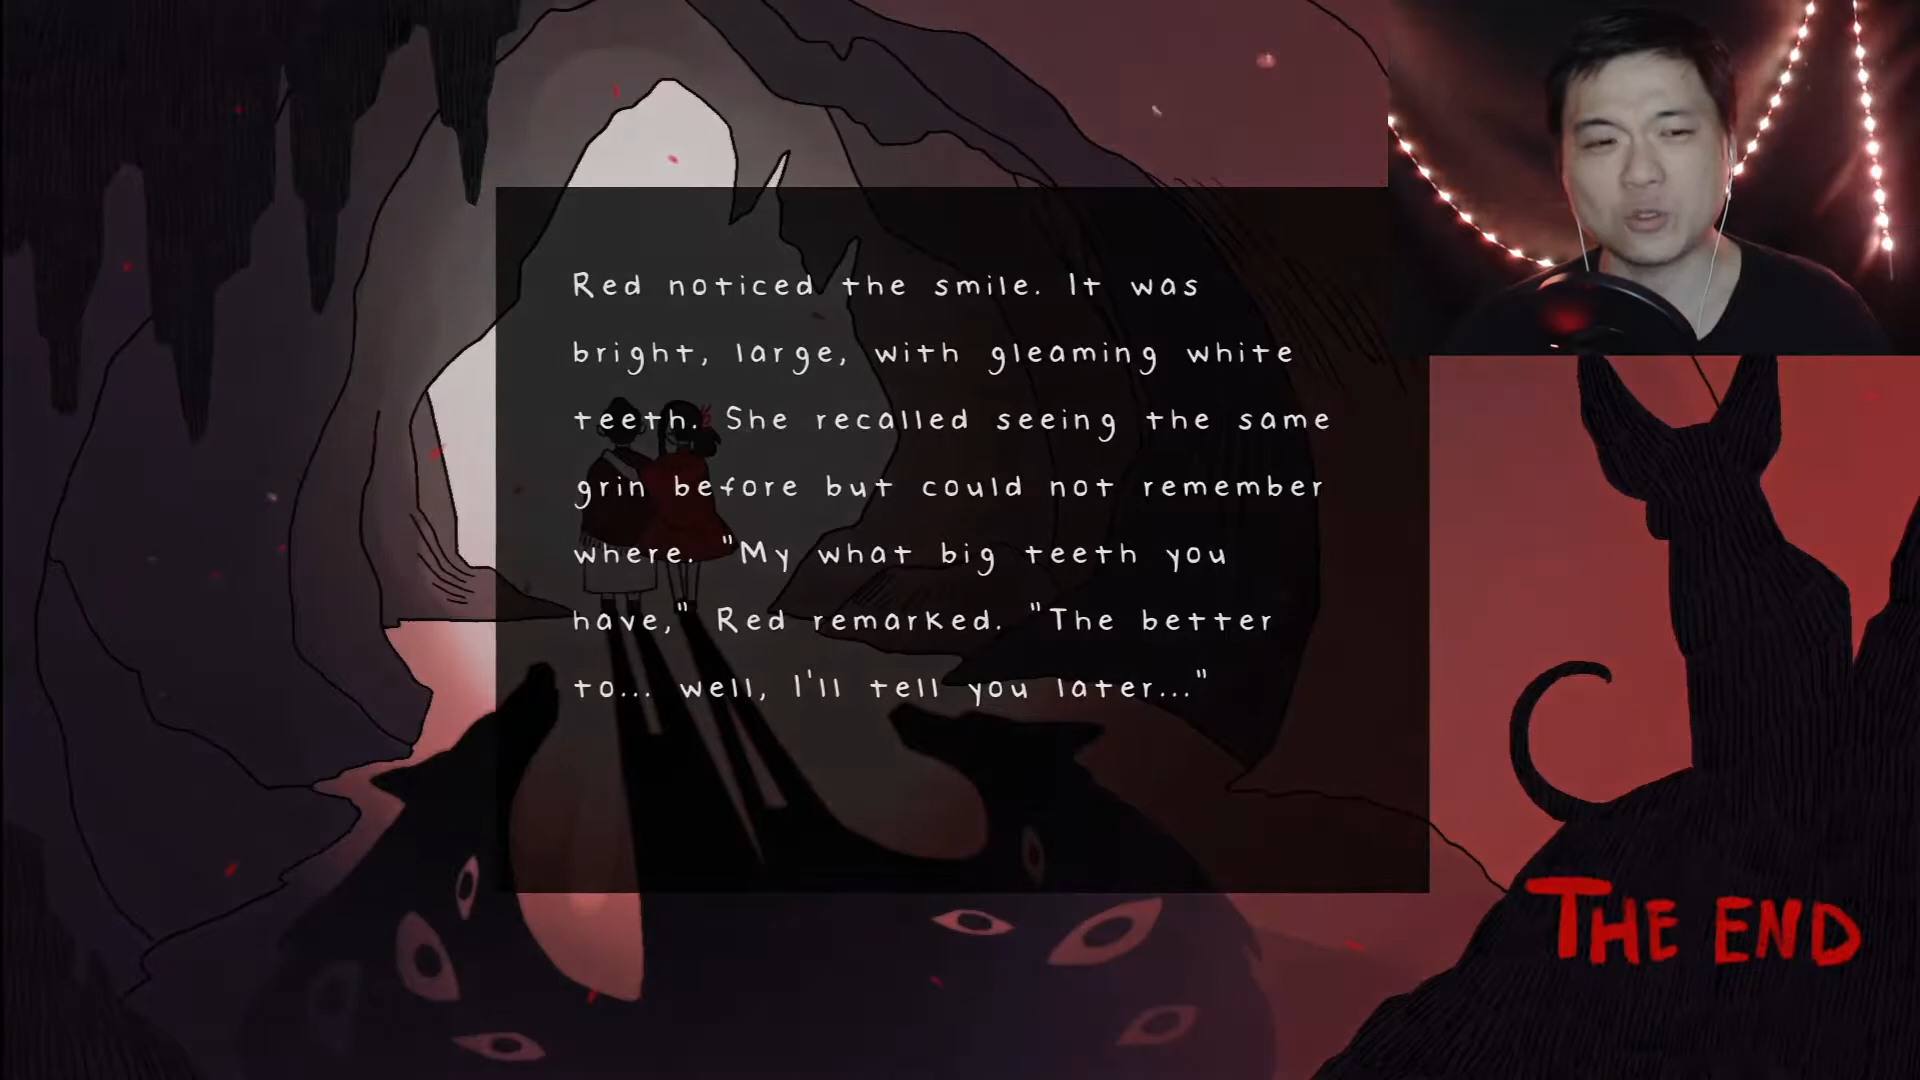 Red noticed the smile. It was
bright, large, with gleaming white
teeth. She recalled seeing the same
grin before but could not remember
where. "My what big teeth you
have," Red remarked. "The better
to... well, I'll tell you later..."
THE END